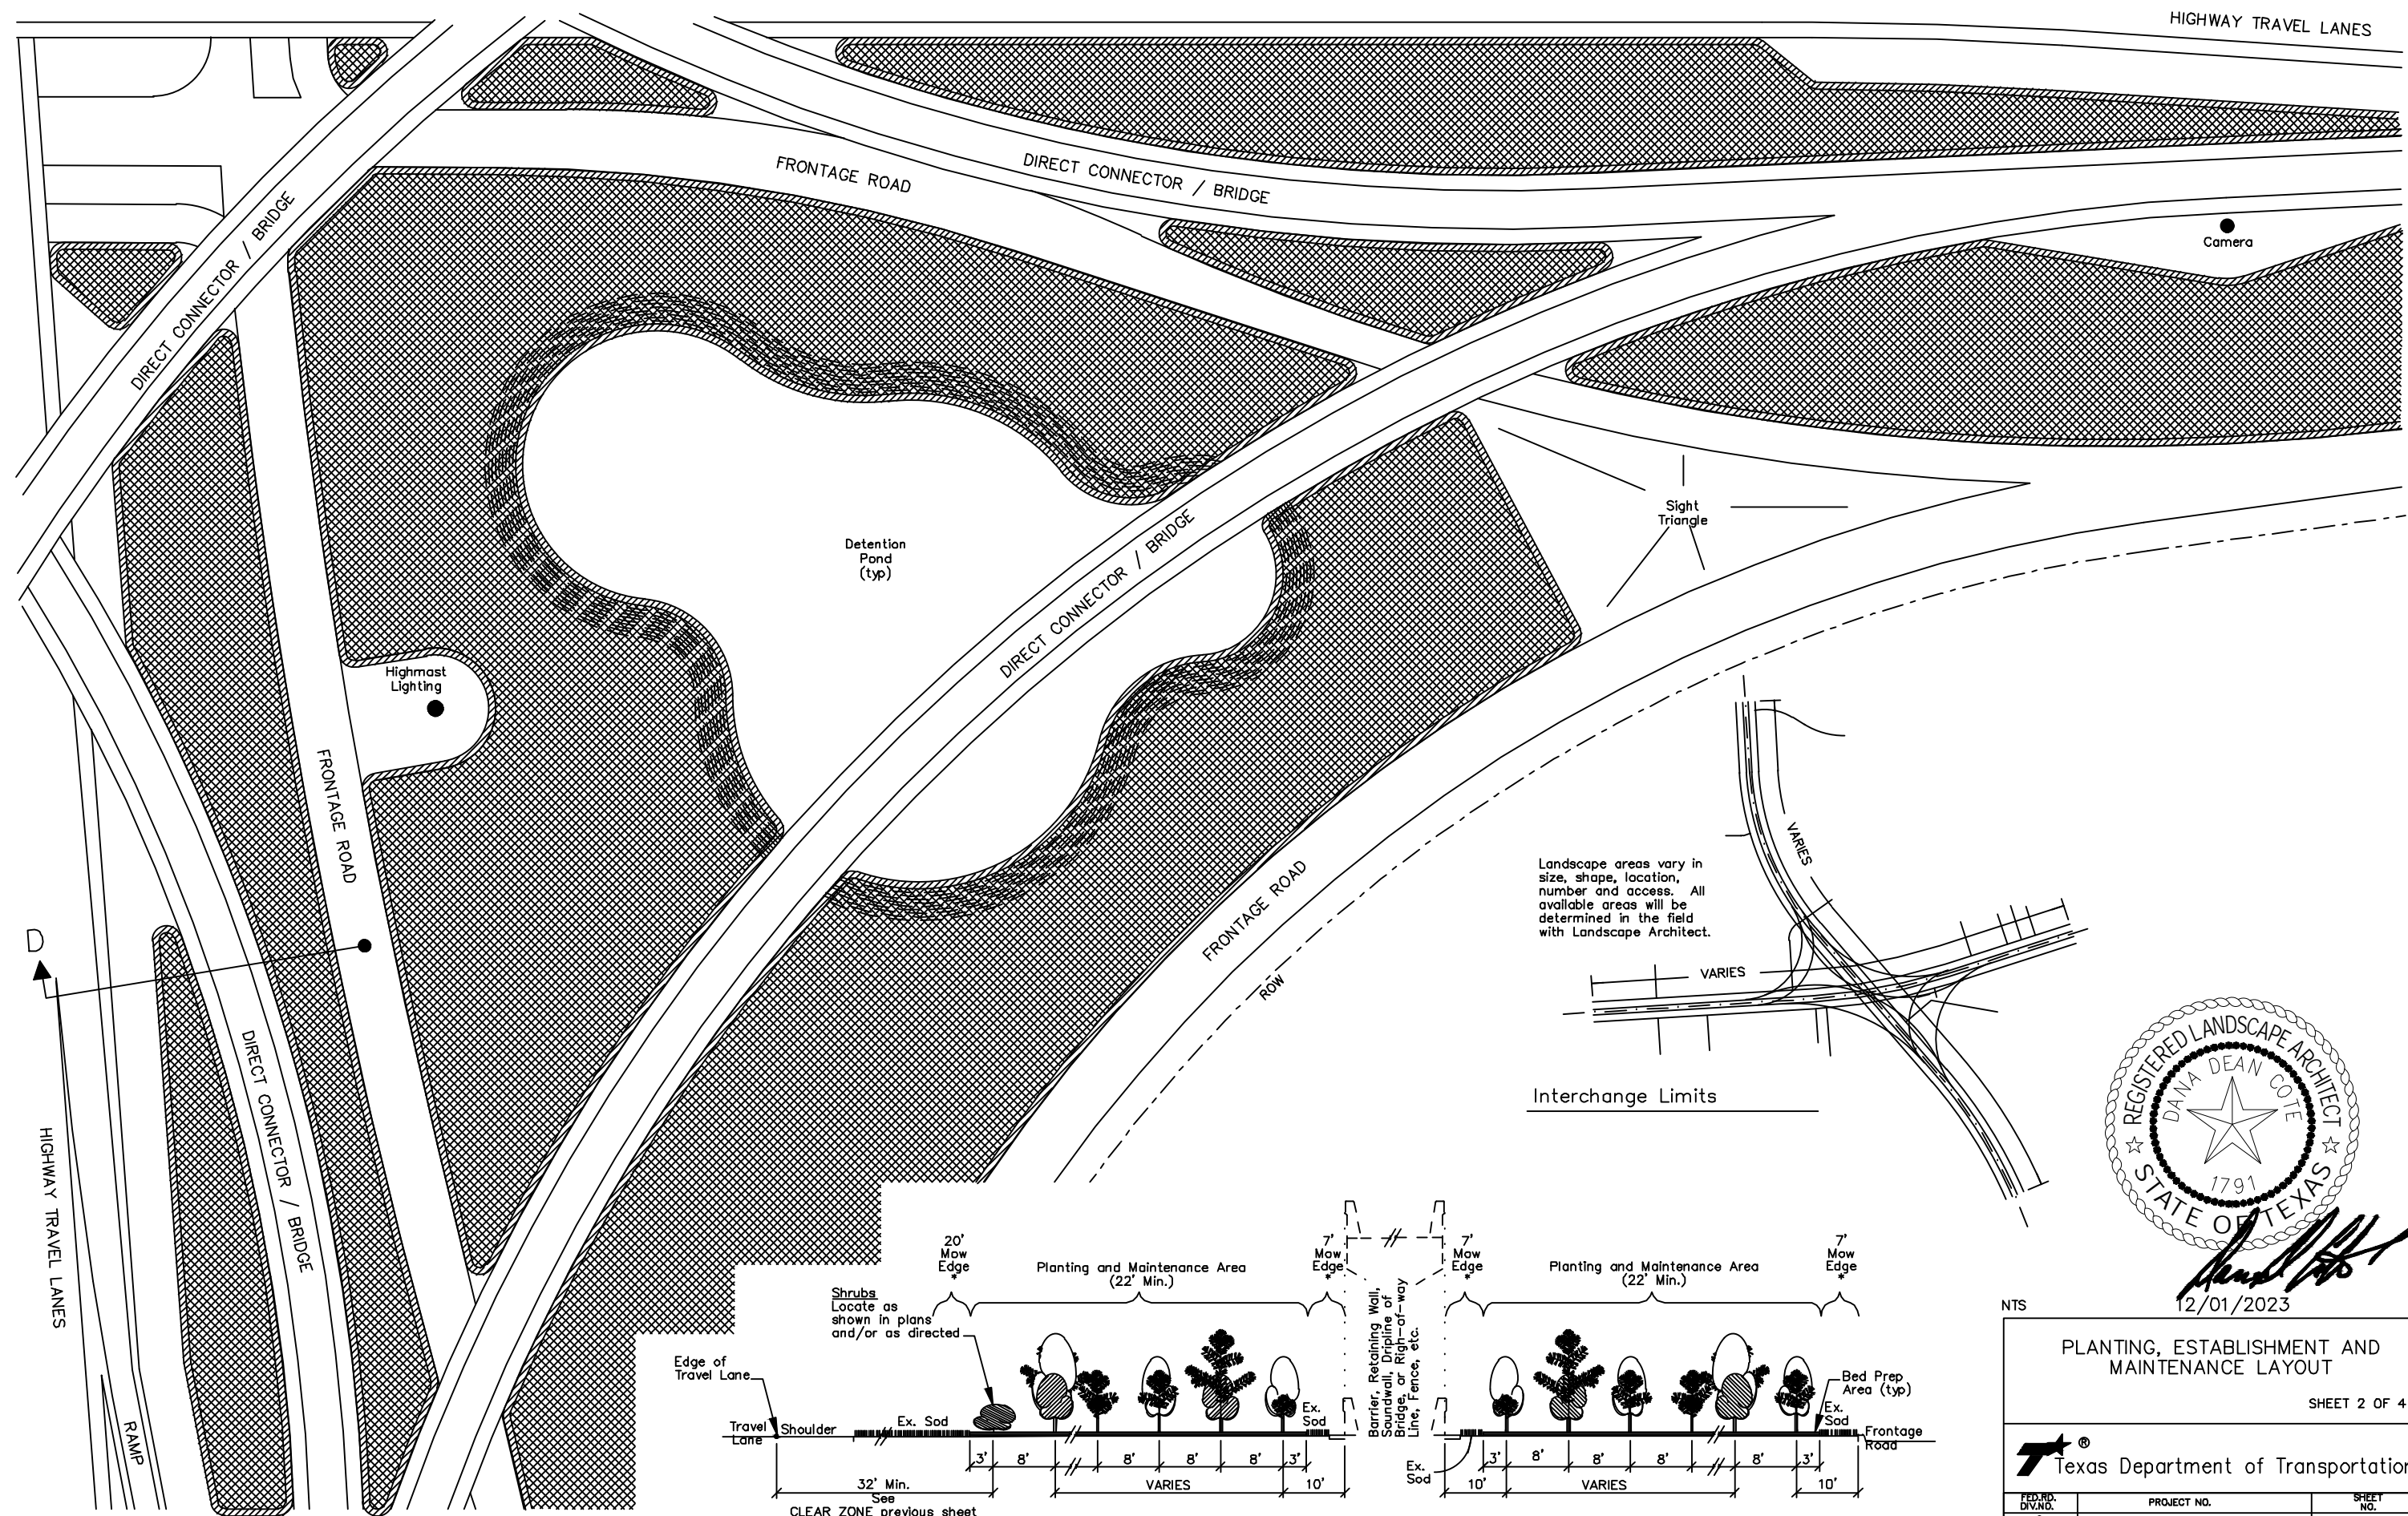 HIGHWAY TRAVEL LANES
FRONTAGE ROAD
DIRECT CONNECTOR / BRIDGE
DIRECT CONNECTOR / BRIDGE
Camera
Sight
Triangle
Detention
Pond
(typ)
DIRECT CONNECTOR / BRIDGE
Highmast
Lighting
FRONTAGE ROAD
FRONTAGE ROAD
ROW
D
DIRECT CONNECTOR / BRIDGE
HIGHWAY TRAVEL LANES
RAMP
Landscape areas vary in
size, shape, location,
number and access.  All
available areas will be
determined in the field
with Landscape Architect.
VARIES
VARIES
Interchange Limits
REGISTERED LANDSCAPE ARCHITECT
DANA DEAN COTE
1791
STATE OF TEXAS
12/01/2023
NTS
20'
Mow
Edge
*
Planting and Maintenance Area
(22' Min.)
7'
Mow
Edge
*
7'
Mow
Edge
*
Planting and Maintenance Area
(22' Min.)
7'
Mow
Edge
*
Shrubs
Locate as
shown in plans
and/or as directed
Edge of
Travel Lane
Travel
Lane
Shoulder
Ex. Sod
Ex.
Sod
Barrier, Retaining Wall,
Soundwall, Dripline of
Bridge, or Righ-of-way
Line, Fence, etc.
Ex.
Sod
Bed Prep
Area (typ)
Ex.
Sod
Frontage
Road
3' 8' 8' 8' 8' 3'
3' 8' 8' 8' 8' 3'
32' Min.
See
CLEAR ZONE previous sheet
VARIES
10'
10'
VARIES
10'
PLANTING, ESTABLISHMENT AND
MAINTENANCE LAYOUT
SHEET 2 OF 4
®
Texas Department of Transportation
FED.RD.
DIV.NO.
PROJECT NO.
SHEET
NO.